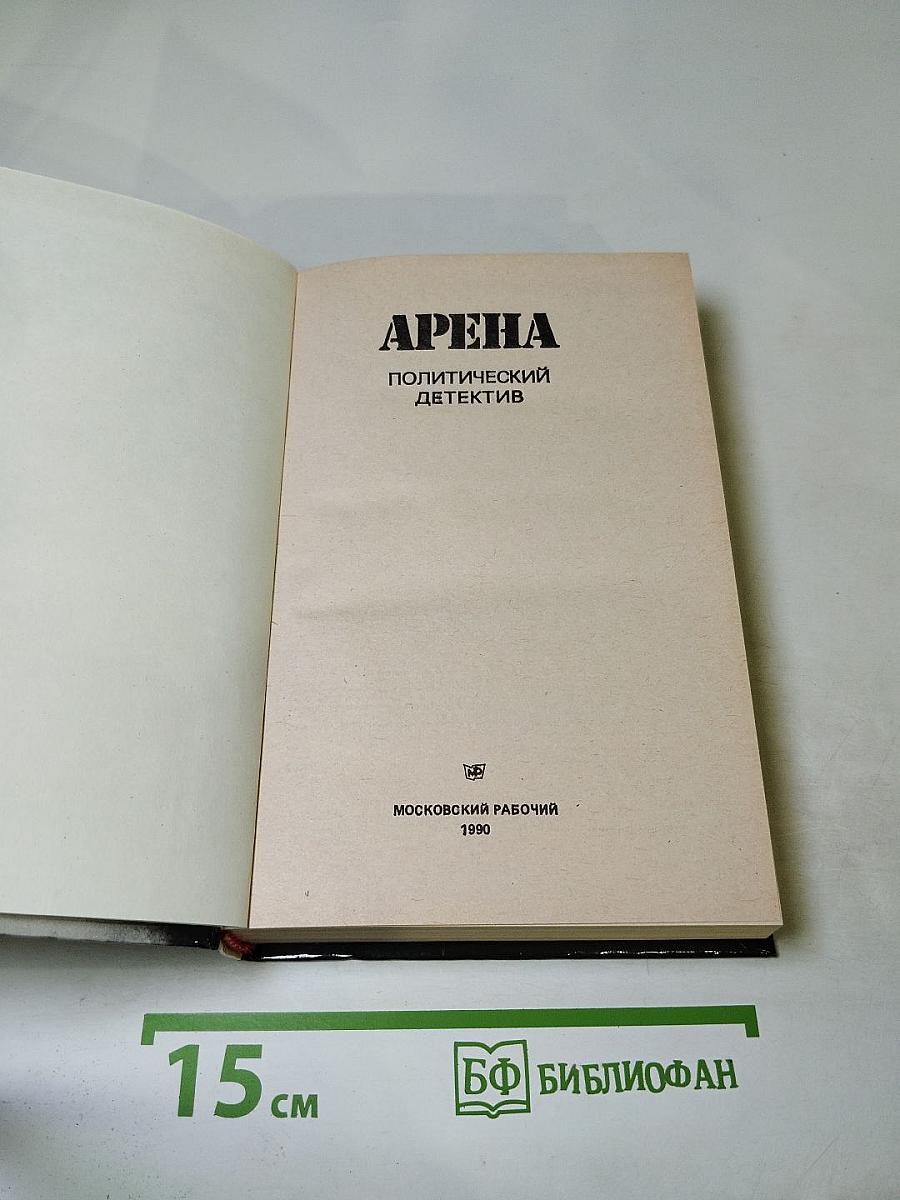 АРЕНА
ПОЛИТИЧЕСКИЙ
ДЕТЕКТИВ
МР
МОСКОВСКИЙ РАБОЧИЙ
1990
15 см
БФ БИБЛИОФАН